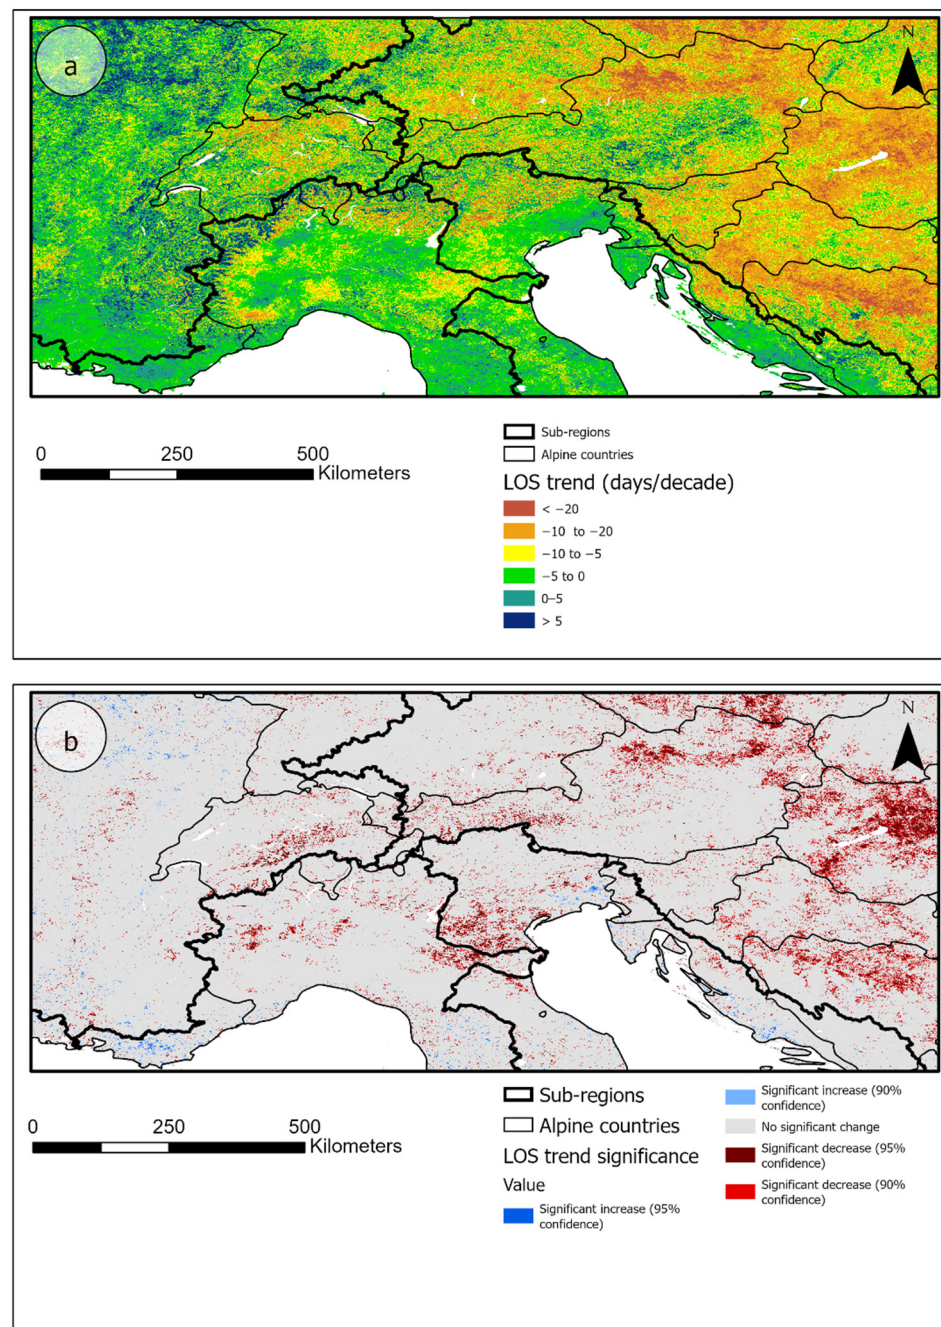 a
N
0 250 500
Kilometers
Sub-regions
Alpine countries
LOS trend (days/decade)
< −20
−10 to −20
−10 to −5
−5 to 0
0–5
> 5
b
N
0 250 500
Kilometers
Sub-regions
Alpine countries
LOS trend significance
Value
Significant increase (95%
confidence)
Significant increase (90%
confidence)
No significant change
Significant decrease (95%
confidence)
Significant decrease (90%
confidence)